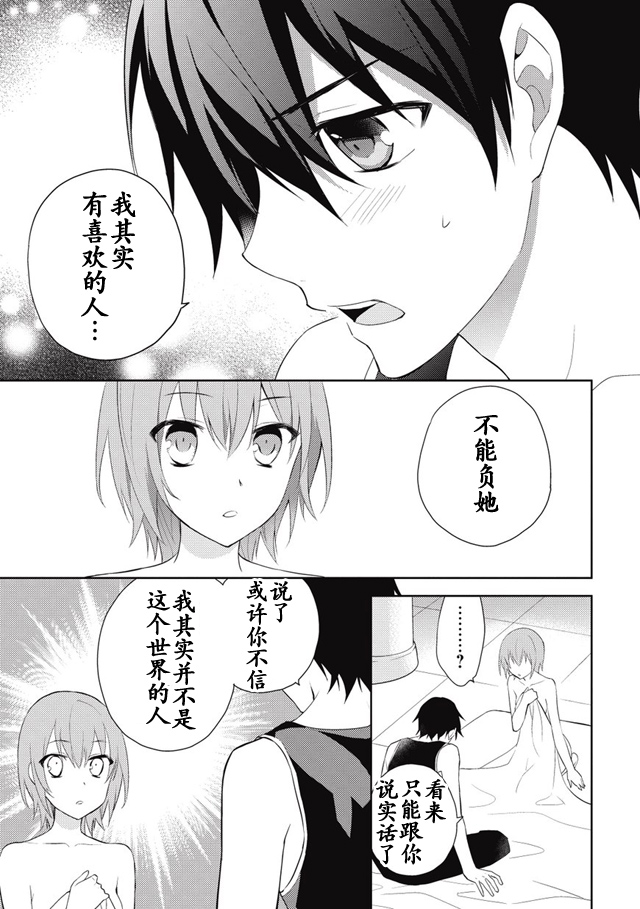 我其实
有喜欢的人…
不能负她
……?
看来
只能跟你
说实话了
说了
或许你不信
我其实并不是
这个世界的人